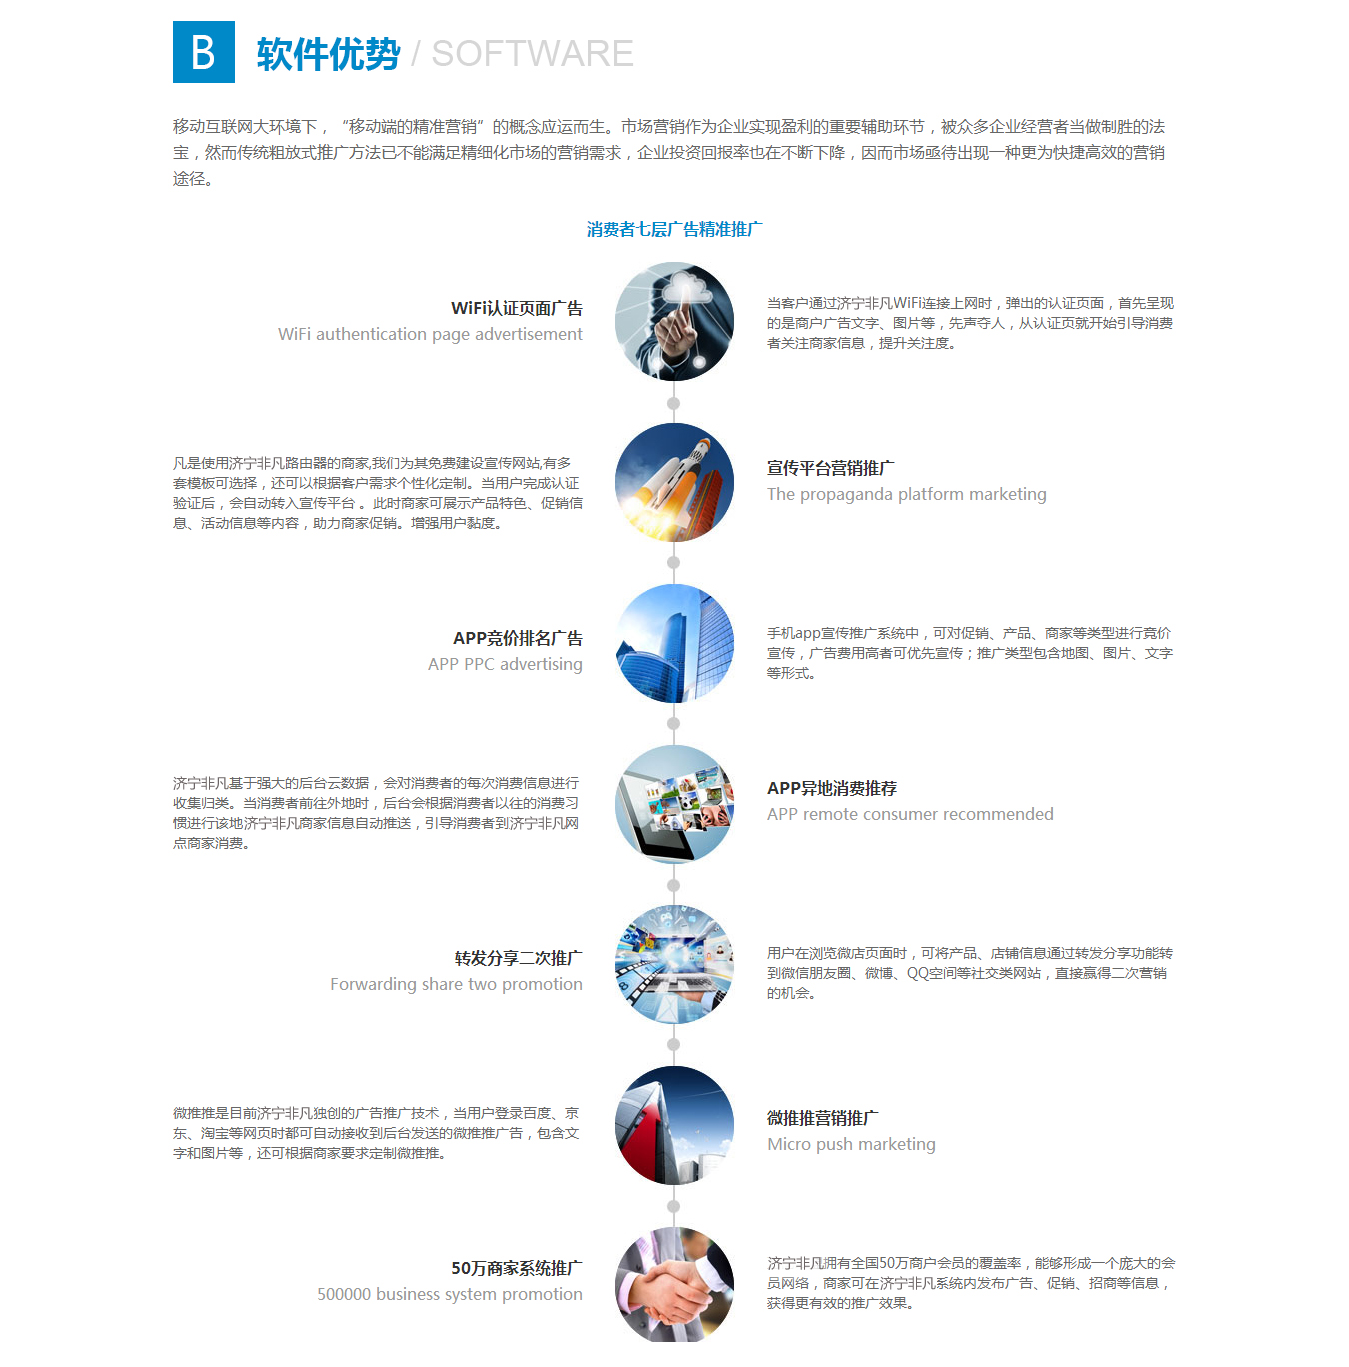 B 软件优势 / SOFTWARE
移动互联网大环境下，“移动端的精准营销”的概念应运而生。市场营销作为企业实现盈利的重要辅助环节，被众多企业经营者当做制胜的法
宝，然而传统粗放式推广方法已不能满足精细化市场的营销需求，企业投资回报率也在不断下降，因而市场亟待出现一种更为快捷高效的营销
途径。
消费者七层广告精准推广
WiFi认证页面广告
WiFi authentication page advertisement
当客户通过济宁非凡WiFi连接上网时，弹出的认证页面，首先呈现
的是商户广告文字、图片等，先声夺人，从认证页就开始引导消费
者关注商家信息，提升关注度。
凡是使用济宁非凡路由器的商家,我们为其免费建设宣传网站,有多
套模板可选择，还可以根据客户需求个性化定制。当用户完成认证
验证后，会自动转入宣传平台 。此时商家可展示产品特色、促销信
息、活动信息等内容，助力商家促销。增强用户黏度。
宣传平台营销推广
The propaganda platform marketing
APP竞价排名广告
APP PPC advertising
手机app宣传推广系统中，可对促销、产品、商家等类型进行竞价
宣传，广告费用高者可优先宣传；推广类型包含地图、图片、文字
等形式。
济宁非凡基于强大的后台云数据，会对消费者的每次消费信息进行
收集归类。当消费者前往外地时，后台会根据消费者以往的消费习
惯进行该地济宁非凡商家信息自动推送，引导消费者到济宁非凡网
点商家消费。
APP异地消费推荐
APP remote consumer recommended
转发分享二次推广
Forwarding share two promotion
用户在浏览微店页面时，可将产品、店铺信息通过转发分享功能转
到微信朋友圈、微博、QQ空间等社交类网站，直接赢得二次营销
的机会。
微推推是目前济宁非凡独创的广告推广技术，当用户登录百度、京
东、淘宝等网页时都可自动接收到后台发送的微推推广告，包含文
字和图片等，还可根据商家要求定制微推推。
微推推营销推广
Micro push marketing
50万商家系统推广
500000 business system promotion
济宁非凡拥有全国50万商户会员的覆盖率，能够形成一个庞大的会
员网络，商家可在济宁非凡系统内发布广告、促销、招商等信息，
获得更有效的推广效果。